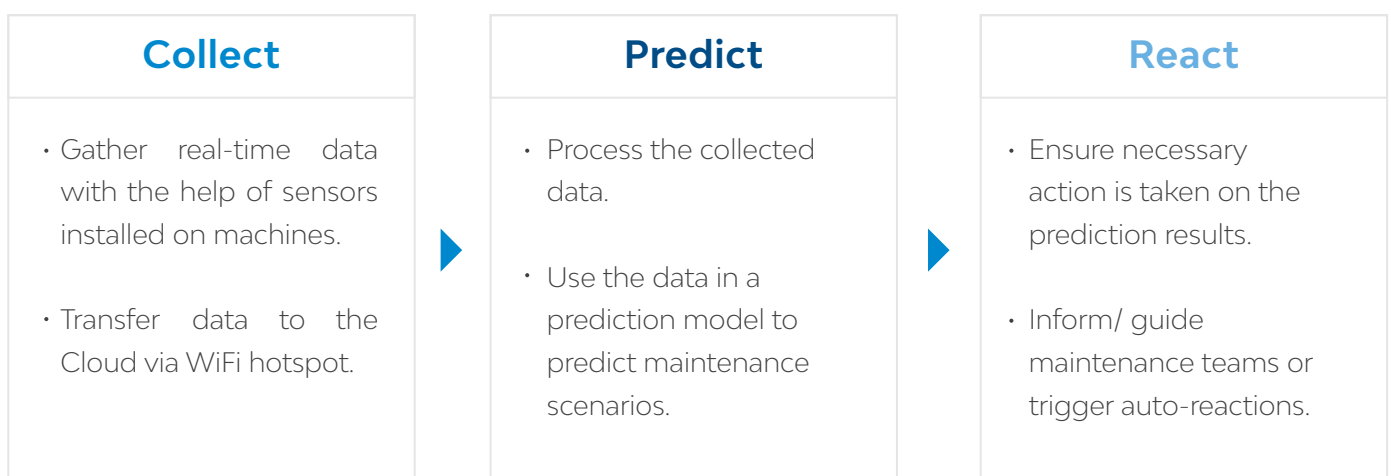 Collect
· Gather real-time data
with the help of sensors
installed on machines.
· Transfer data to the
Cloud via WiFi hotspot.
Predict
· Process the collected
data.
· Use the data in a
prediction model to
predict maintenance
scenarios.
React
· Ensure necessary
action is taken on the
prediction results.
· Inform/ guide
maintenance teams or
trigger auto-reactions.